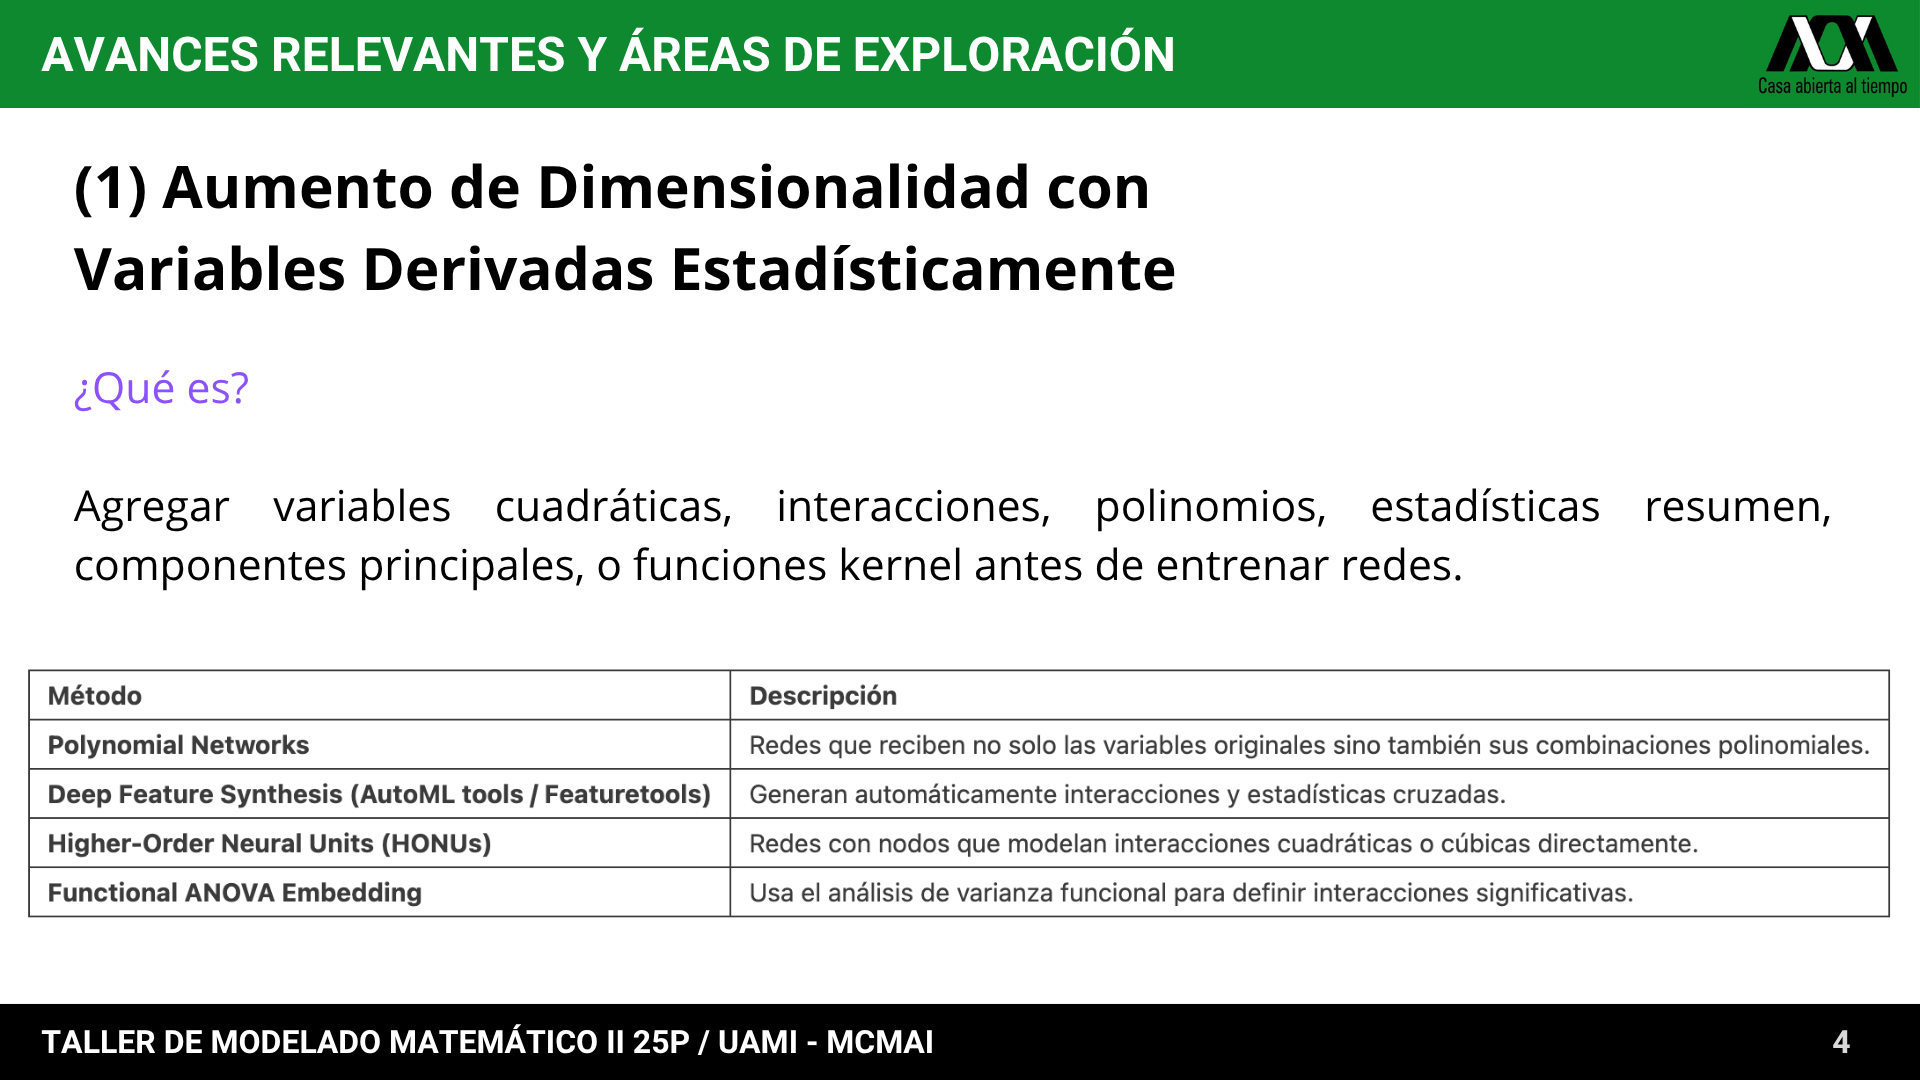 AVANCES RELEVANTES Y ÁREAS DE EXPLORACIÓN
Casa abierta al tiempo
(1) Aumento de Dimensionalidad con
Variables Derivadas Estadísticamente
¿Qué es?
Agregar variables cuadráticas, interacciones, polinomios, estadísticas resumen,
componentes principales, o funciones kernel antes de entrenar redes.
Método Descripción
Polynomial Networks Redes que reciben no solo las variables originales sino también sus combinaciones polinomiales.
Deep Feature Synthesis (AutoML tools / Featuretools) Generan automáticamente interacciones y estadísticas cruzadas.
Higher-Order Neural Units (HONUs) Redes con nodos que modelan interacciones cuadráticas o cúbicas directamente.
Functional ANOVA Embedding Usa el análisis de varianza funcional para definir interacciones significativas.
TALLER DE MODELADO MATEMÁTICO II 25P / UAMI - MCMAI
4